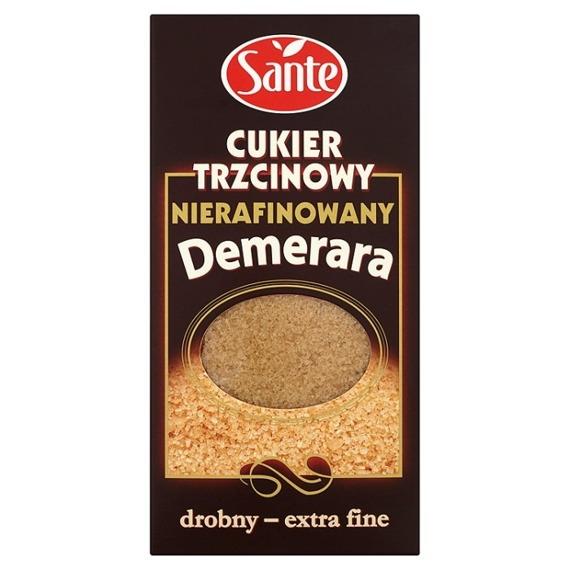 Sante
CUKIER
TRZCINOWY
NIERAFINOWANY
Demerara
drobny – extra fine